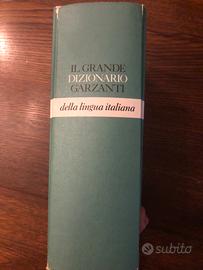 IL GRANDE
DIZIONARIO
GARZANTI
della lingua italiana
subito